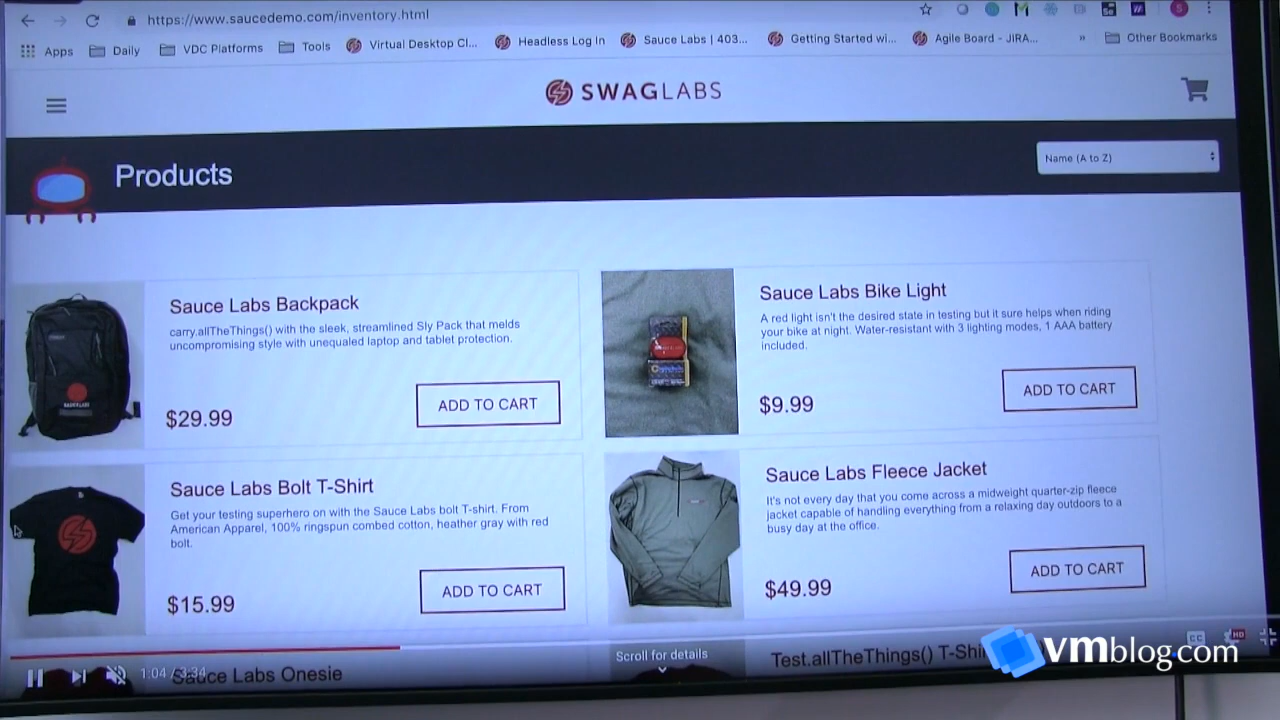 https://www.saucedemo.com/inventory.html
Apps
Daily
VDC Platforms
Tools
Virtual Desktop Cl...
Headless Log In
Sauce Labs | 403...
Getting Started wi...
Agile Board - JIRA...
»
Other Bookmarks
SWAGLABS
Products
Name (A to Z)
Sauce Labs Backpack
carry.allTheThings() with the sleek, streamlined Sly Pack that melds
uncompromising style with unequaled laptop and tablet protection.
$29.99
ADD TO CART
Sauce Labs Bike Light
A red light isn't the desired state in testing but it sure helps when riding
your bike at night. Water-resistant with 3 lighting modes, 1 AAA battery
included.
$9.99
ADD TO CART
Sauce Labs Bolt T-Shirt
Get your testing superhero on with the Sauce Labs bolt T-shirt. From
American Apparel, 100% ringspun combed cotton, heather gray with red
bolt.
$15.99
ADD TO CART
Sauce Labs Fleece Jacket
It's not every day that you come across a midweight quarter-zip fleece
jacket capable of handling everything from a relaxing day outdoors to a
busy day at the office.
$49.99
ADD TO CART
1:04 / 3:34
Sauce Labs Onesie
Scroll for details
Test.allTheThings() T-Shi
CC
HD
vmblog.com